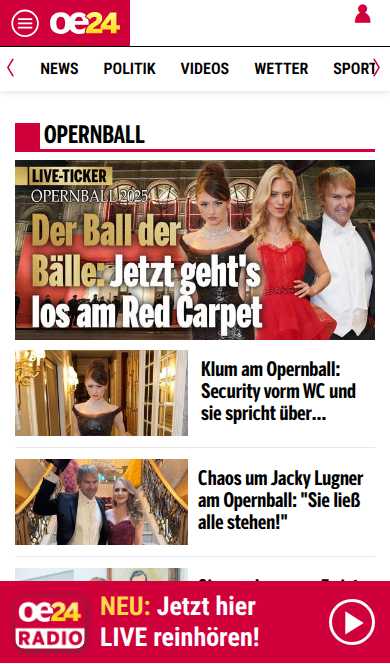 oe24
NEWS POLITIK VIDEOS WETTER SPORT
OPERNBALL
LIVE-TICKER
OPERNBALL 2025
Der Ball der
Bälle: Jetzt geht's
los am Red Carpet
Klum am Opernball:
Security vorm WC und
sie spricht über...
Chaos um Jacky Lugner
am Opernball: "Sie ließ
alle stehen!"
oe24
RADIO
NEU: Jetzt hier
LIVE reinhören!